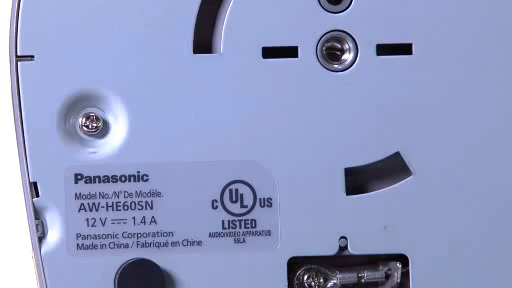 Panasonic
Model No./N° De Modèle.
AW-HE60SN
12 V ⎓ 1.4 A
Panasonic Corporation
Made in China / Fabriqué en Chine
C UL US
LISTED
AUDIO/VIDEO APPARATUS
55LA